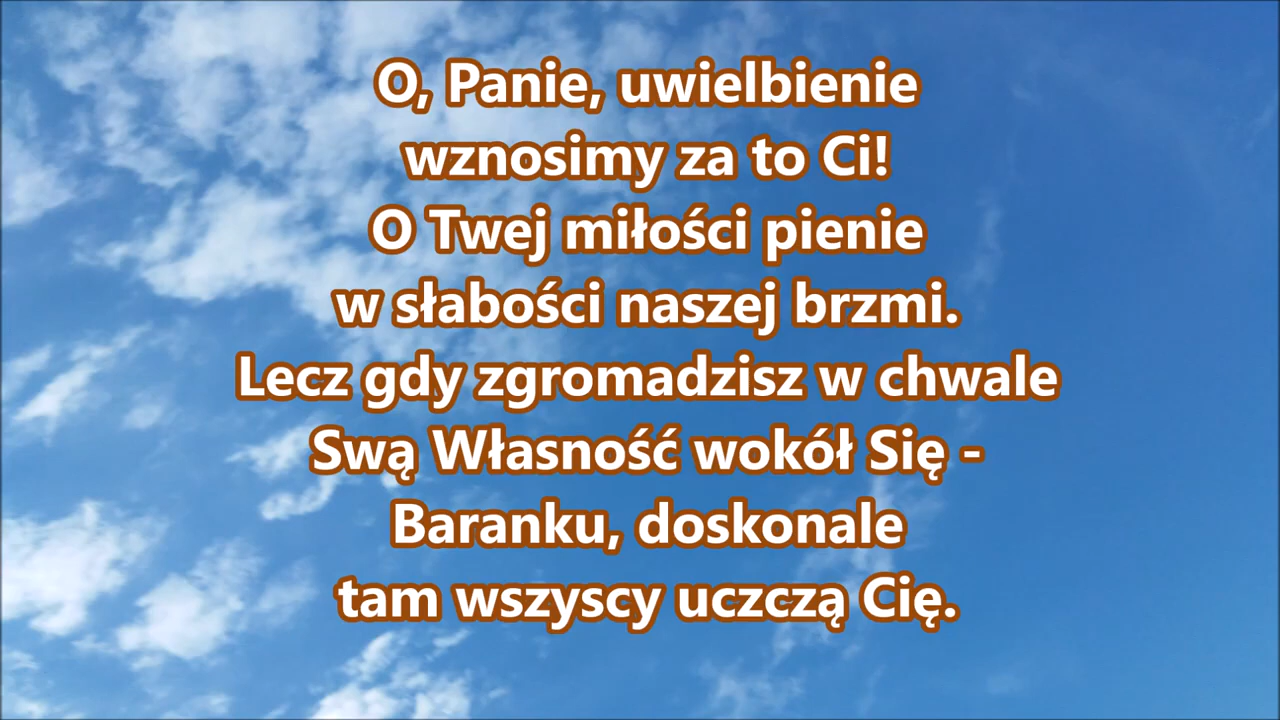 O, Panie, uwielbienie
wznosimy za to Ci!
O Twej miłości pienie
w słabości naszej brzmi.
Lecz gdy zgromadzisz w chwale
Swą Własność wokół Się -
Baranku, doskonale
tam wszyscy uczczą Cię.